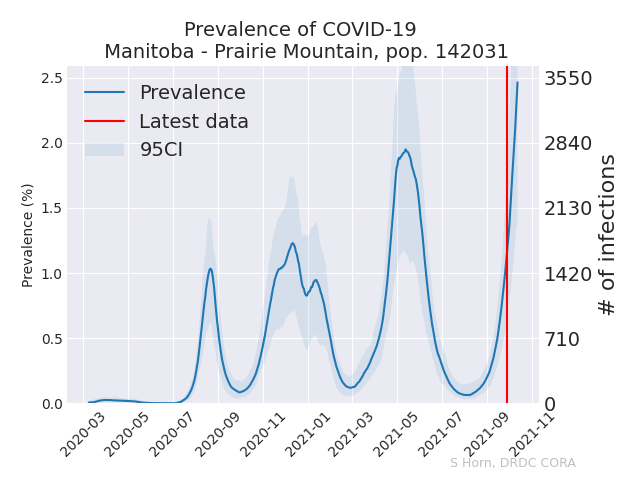 Prevalence of COVID-19
Manitoba - Prairie Mountain, pop. 142031
Prevalence
Latest data
95CI
Prevalence (%)
2.5
2.0
1.5
1.0
0.5
0.0
3550
2840
2130
1420
710
0
# of infections
2020-03
2020-05
2020-07
2020-09
2020-11
2021-01
2021-03
2021-05
2021-07
2021-09
2021-11
S Horn, DRDC CORA